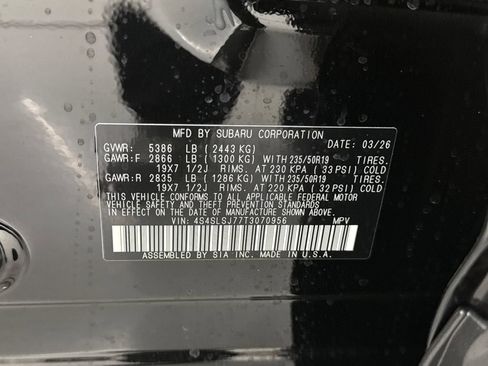 MFD BY SUBARU CORPORATION DATE: 03/26
GVWR: 5386 LB (2443 KG)
GAWR:F 2866 LB (1300 KG) WITH 235/50R19 TIRES.
19X7 1/2J RIMS. AT 230 KPA (33 PSI) COLD
GAWR:R 2835 LB (1286 KG) WITH 235/50R19 TIRES.
19X7 1/2J RIMS. AT 220 KPA (32 PSI) COLD
THIS VEHICLE CONFORMS TO ALL APPLICABLE FEDERAL MOTOR
VEHICLE SAFETY STANDARDS IN EFFECT ON THE DATE OF
MANUFACTURE SHOWN ABOVE.
VIN: 4S4SLSJ77T3070956 MPV
ASSEMBLED BY SIA INC. MADE IN U.S.A.